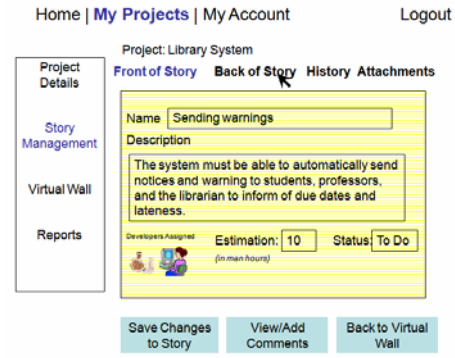 Home | My Projects | My Account Logout
Project: Library System
Front of Story Back of Story History Attachments
Project
Details
Story
Management
Virtual Wall
Reports
Name Sending warnings
Description
The system must be able to automatically send
notices and warning to students, professors,
and the librarian to inform of due dates and
lateness.
Developers Assigned
Estimation: 10 Status: To Do
(in man hours)
Save Changes
to Story
View/Add
Comments
Back to Virtual
Wall